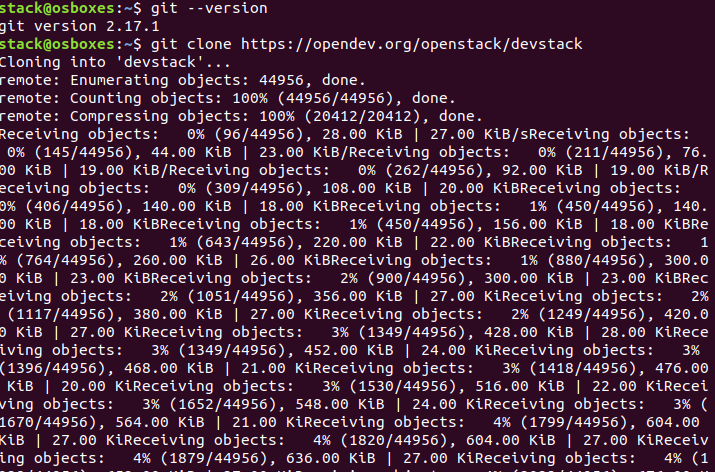 stack@osboxes:~$ git --version
git version 2.17.1
stack@osboxes:~$ git clone https://opendev.org/openstack/devstack
Cloning into 'devstack'...
remote: Enumerating objects: 44956, done.
remote: Counting objects: 100% (44956/44956), done.
remote: Compressing objects: 100% (20412/20412), done.
Receiving objects:   0% (96/44956), 28.00 KiB | 27.00 KiB/sReceiving objects:
 0% (145/44956), 44.00 KiB | 23.00 KiB/Receiving objects:   0% (211/44956), 76.
00 KiB | 19.00 KiB/Receiving objects:   0% (262/44956), 92.00 KiB | 19.00 KiB/R
eceiving objects:   0% (309/44956), 108.00 KiB | 20.00 KiBReceiving objects:
0% (406/44956), 140.00 KiB | 18.00 KiBReceiving objects:   1% (450/44956), 140.
00 KiB | 18.00 KiBReceiving objects:   1% (450/44956), 156.00 KiB | 18.00 KiBRe
ceiving objects:   1% (643/44956), 220.00 KiB | 22.00 KiBReceiving objects:   1
% (764/44956), 260.00 KiB | 26.00 KiBReceiving objects:   1% (880/44956), 300.0
0 KiB | 23.00 KiBReceiving objects:   2% (900/44956), 300.00 KiB | 23.00 KiBRec
eiving objects:   2% (1051/44956), 356.00 KiB | 27.00 KiReceiving objects:   2%
 (1117/44956), 380.00 KiB | 27.00 KiReceiving objects:   2% (1249/44956), 420.0
0 KiB | 27.00 KiReceiving objects:   3% (1349/44956), 428.00 KiB | 28.00 KiRece
iving objects:   3% (1349/44956), 452.00 KiB | 24.00 KiReceiving objects:   3%
(1396/44956), 468.00 KiB | 21.00 KiReceiving objects:   3% (1418/44956), 476.00
 KiB | 20.00 KiReceiving objects:   3% (1530/44956), 516.00 KiB | 22.00 KiRecei
ving objects:   3% (1652/44956), 548.00 KiB | 24.00 KiReceiving objects:   3% (
1670/44956), 564.00 KiB | 21.00 KiReceiving objects:   4% (1799/44956), 604.00
KiB | 27.00 KiReceiving objects:   4% (1820/44956), 604.00 KiB | 27.00 KiReceiv
ing objects:   4% (1879/44956), 636.00 KiB | 27.00 KiReceiving objects:   4% (1